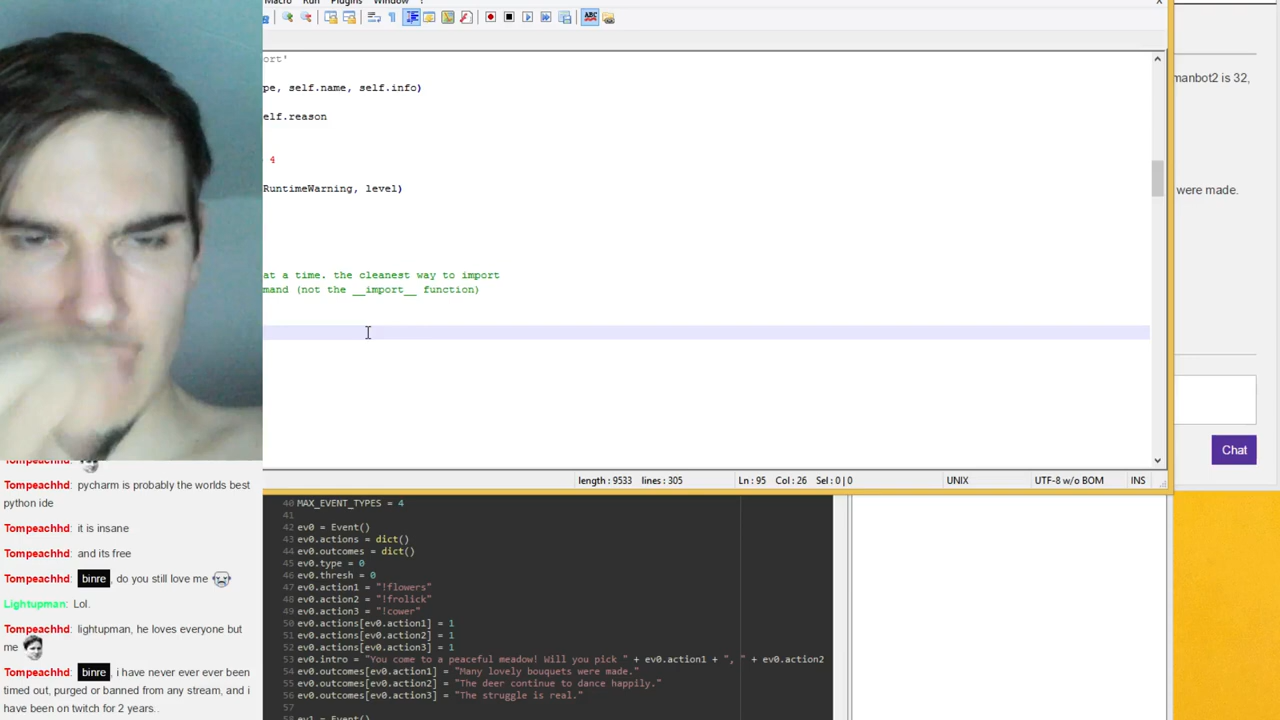 Macro Run Plugins Window ?
ort'
pe, self.name, self.info)
elf.reason
4
RuntimeWarning, level)
at a time. the cleanest way to import
mand (not the __import__ function)
length : 9533 lines : 305
Ln : 95 Col : 26 Sel : 0 | 0
UNIX
UTF-8 w/o BOM
INS
manbot2 is 32,
were made.
Chat
Tompeachhd:
Tompeachhd: pycharm is probably the worlds best
python ide
Tompeachhd: it is insane
Tompeachhd: and its free
Tompeachhd: binre, do you still love me
Lightupman: Lol.
Tompeachhd: lightupman, he loves everyone but
me
Tompeachhd: binre, i have never ever ever been
timed out, purged or banned from any stream, and i
have been on twitch for 2 years..
40 MAX_EVENT_TYPES = 4
41
42 ev0 = Event()
43 ev0.actions = dict()
44 ev0.outcomes = dict()
45 ev0.type = 0
46 ev0.thresh = 0
47 ev0.action1 = "!flowers"
48 ev0.action2 = "!frolick"
49 ev0.action3 = "!cower"
50 ev0.actions[ev0.action1] = 1
51 ev0.actions[ev0.action2] = 1
52 ev0.actions[ev0.action3] = 1
53 ev0.intro = "You come to a peaceful meadow! Will you pick " + ev0.action1 + ", " + ev0.action2
54 ev0.outcomes[ev0.action1] = "Many lovely bouquets were made."
55 ev0.outcomes[ev0.action2] = "The deer continue to dance happily."
56 ev0.outcomes[ev0.action3] = "The struggle is real."
57
58 ev1 = Event()